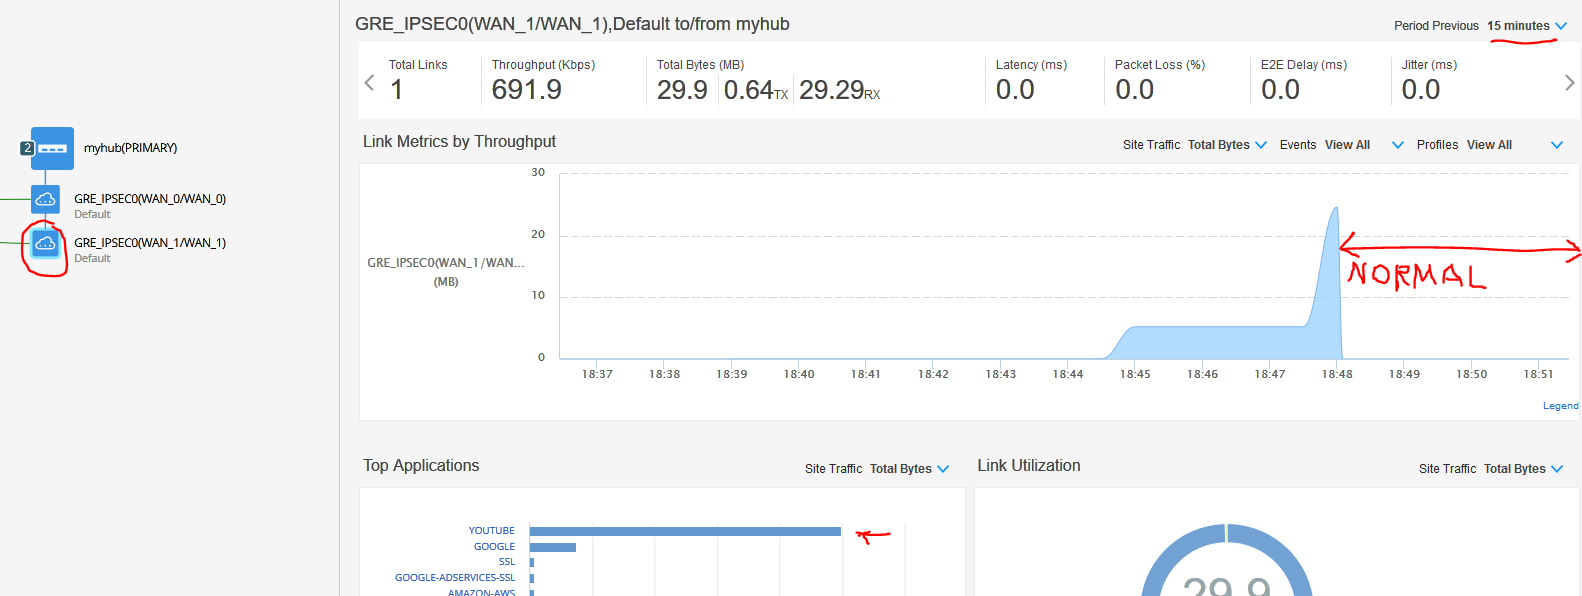 GRE_IPSEC0(WAN_1/WAN_1),Default to/from myhub
Period Previous 15 minutes
Total Links
1
Throughput (Kbps)
691.9
Total Bytes (MB)
29.9 0.64TX 29.29RX
Latency (ms)
0.0
Packet Loss (%)
0.0
E2E Delay (ms)
0.0
Jitter (ms)
0.0
2 myhub(PRIMARY)
GRE_IPSEC0(WAN_0/WAN_0)
Default
GRE_IPSEC0(WAN_1/WAN_1)
Default
Link Metrics by Throughput
Site Traffic Total Bytes Events View All Profiles View All
GRE_IPSEC0(WAN_1/WAN...
(MB)
30
20
10
0
NORMAL
18:37 18:38 18:39 18:40 18:41 18:42 18:43 18:44 18:45 18:46 18:47 18:48 18:49 18:50 18:51
Legend
Top Applications
Site Traffic Total Bytes
YOUTUBE
GOOGLE
SSL
GOOGLE-ADSERVICES-SSL
AMAZON-AWS
Link Utilization
Site Traffic Total Bytes
29.9